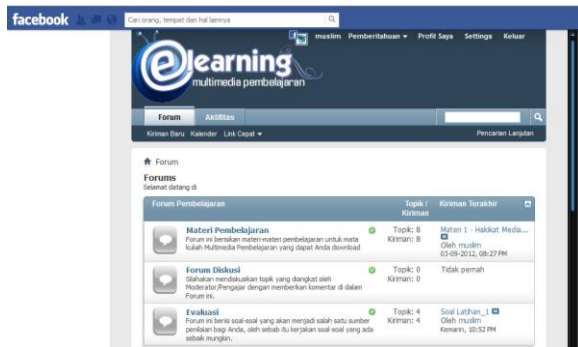 facebook
Cari orang, tempat dan hal lainnya
muslim Pemberitahuan Profil Saya Settings Keluar
elearning
multimedia pembelajaran
Forum Aktifitas
Kiriman Baru Kalender Link Cepat Pencarian Lanjutan
Forum
Forums
Selamat datang di
Forum Pembelajaran Topik / Kiriman Kiriman Terakhir
Materi Pembelajaran
Forum ini berisikan materi-materi pembelajaran untuk mata
kuliah Multimedia Pembelajaran yang dapat Anda download
Topik: 8
Kiriman: 8
Materi 1 - Hakikat Media...
Oleh muslim
03-09-2012, 08:27 PM
Forum Diskusi
Silahakan mendiskusikan topik yang diangkat oleh
Moderator/Pengajar dengan memberikan komentar di dalam
Forum ini.
Topik: 0
Kiriman: 0
Tidak pernah
Evaluasi
Forum ini berisi soal-soal yang akan menjadi salah satu sumber
penilaian bagi Anda, oleh sebab itu kerjakan soal-soal yang ada
sebaik mungkin.
Topik: 4
Kiriman: 4
Soal Latihan_1
Oleh muslim
Kemarin, 10:52 PM